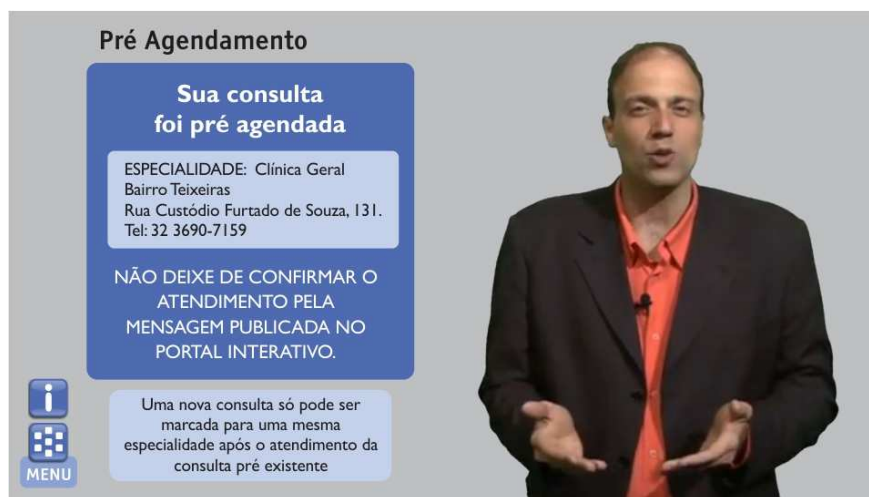 Pré Agendamento
Sua consulta
foi pré agendada
ESPECIALIDADE: Clínica Geral
Bairro Teixeiras
Rua Custódio Furtado de Souza, 131.
Tel: 32 3690-7159
NÃO DEIXE DE CONFIRMAR O
ATENDIMENTO PELA
MENSAGEM PUBLICADA NO
PORTAL INTERATIVO.
Uma nova consulta só pode ser
marcada para uma mesma
especialidade após o atendimento da
consulta pré existente
i
MENU